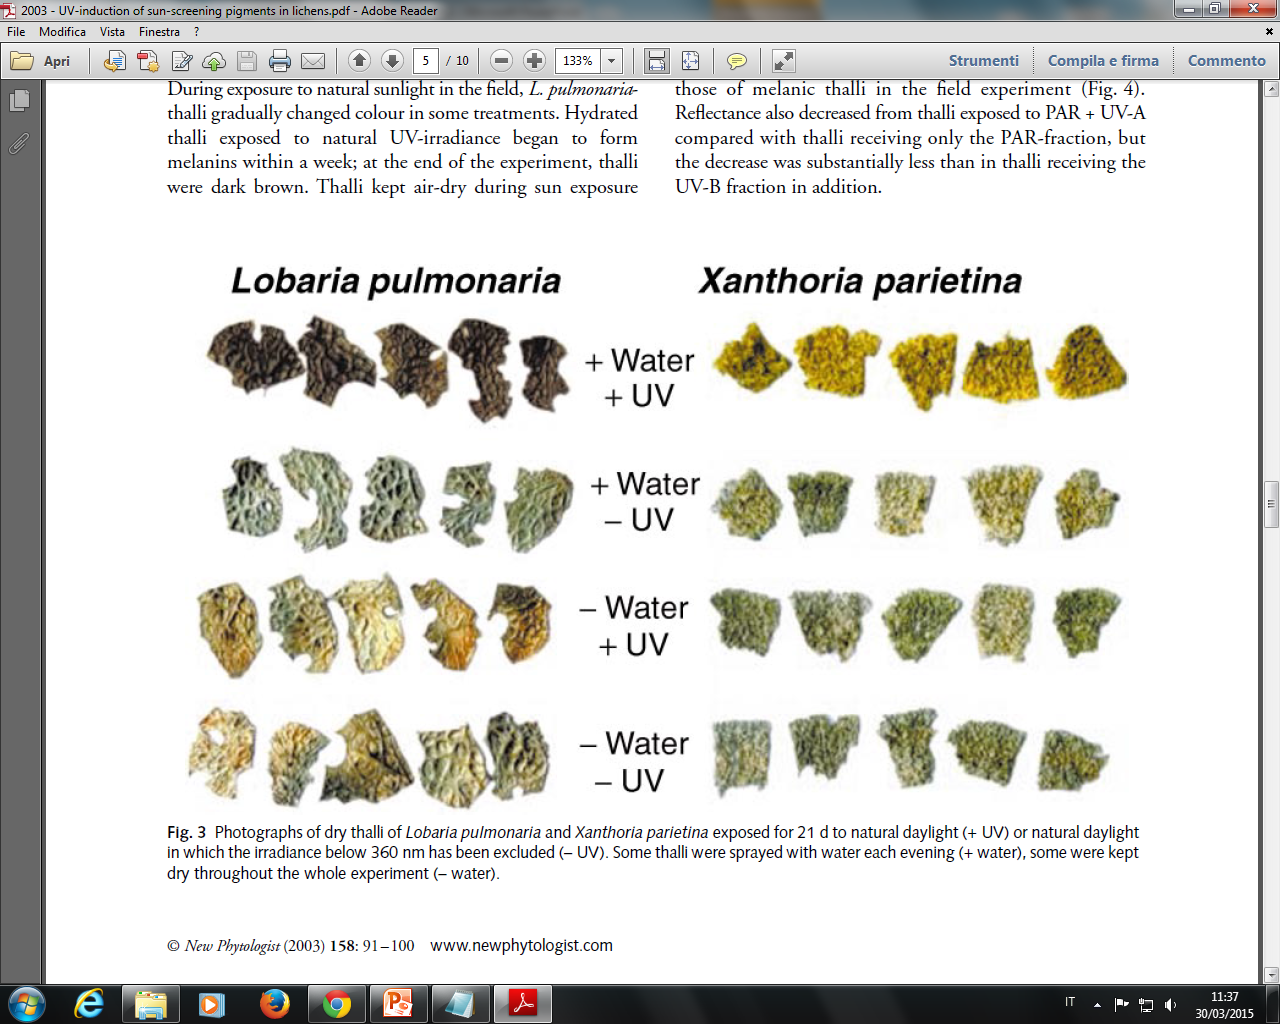 2003 - UV-induction of sun-screening pigments in lichens.pdf - Adobe Reader
File Modifica Vista Finestra ?
Apri 5 / 10 133% Strumenti Compila e firma Commento
During exposure to natural sunlight in the field, L. pulmonaria-
thalli gradually changed colour in some treatments. Hydrated
thalli exposed to natural UV-irradiance began to form
melanins within a week; at the end of the experiment, thalli
were dark brown. Thalli kept air-dry during sun exposure
those of melanic thalli in the field experiment (Fig. 4).
Reflectance also decreased from thalli exposed to PAR + UV-A
compared with thalli receiving only the PAR-fraction, but
the decrease was substantially less than in thalli receiving the
UV-B fraction in addition.
Lobaria pulmonaria Xanthoria parietina
+ Water
+ UV
+ Water
– UV
– Water
+ UV
– Water
– UV
Fig. 3 Photographs of dry thalli of Lobaria pulmonaria and Xanthoria parietina exposed for 21 d to natural daylight (+ UV) or natural daylight
in which the irradiance below 360 nm has been excluded (– UV). Some thalli were sprayed with water each evening (+ water), some were kept
dry throughout the whole experiment (– water).
© New Phytologist (2003) 158: 91–100 www.newphytologist.com
IT 11:37
30/03/2015